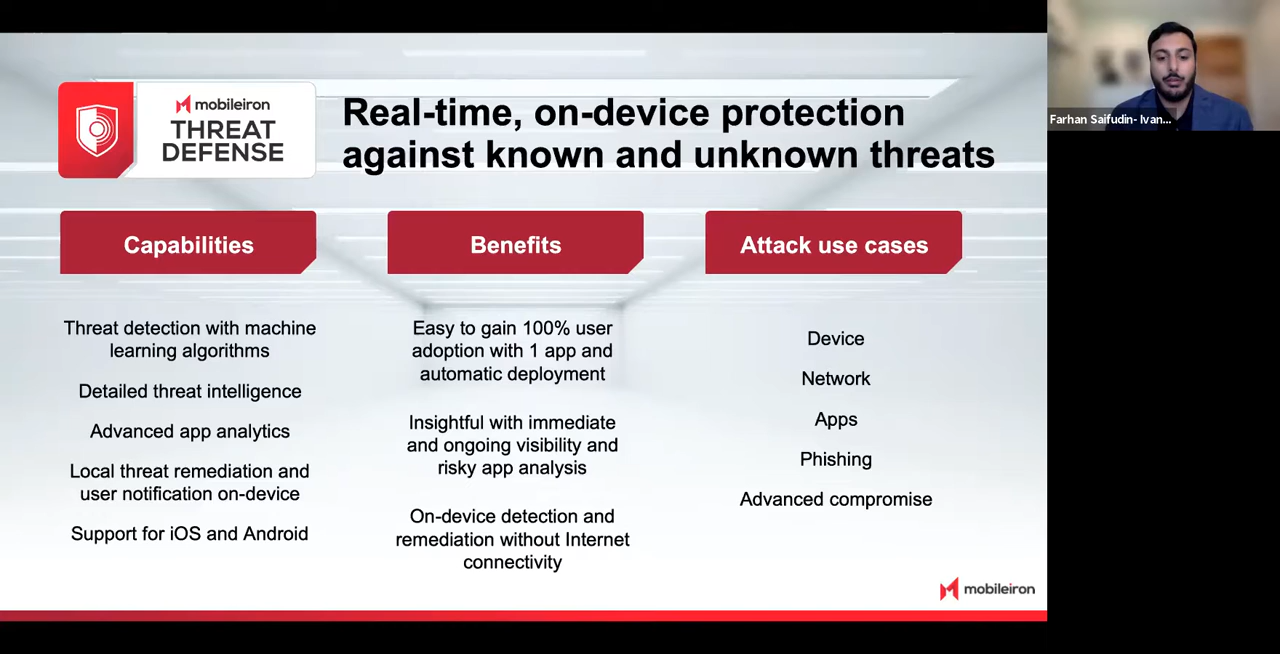 mobileiron
THREAT
DEFENSE
Real-time, on-device protection
against known and unknown threats
Farhan Saifudin- Ivan...
Capabilities
Threat detection with machine
learning algorithms
Detailed threat intelligence
Advanced app analytics
Local threat remediation and
user notification on-device
Support for iOS and Android
Benefits
Easy to gain 100% user
adoption with 1 app and
automatic deployment
Insightful with immediate
and ongoing visibility and
risky app analysis
On-device detection and
remediation without Internet
connectivity
Attack use cases
Device
Network
Apps
Phishing
Advanced compromise
mobileiron